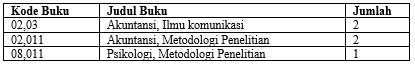 Kode Buku Judul Buku Jumlah
02,03 Akuntansi, Ilmu komunikasi 2
02,011 Akuntansi, Metodologi Penelitian 2
08,011 Psikologi, Metodologi Penelitian 1